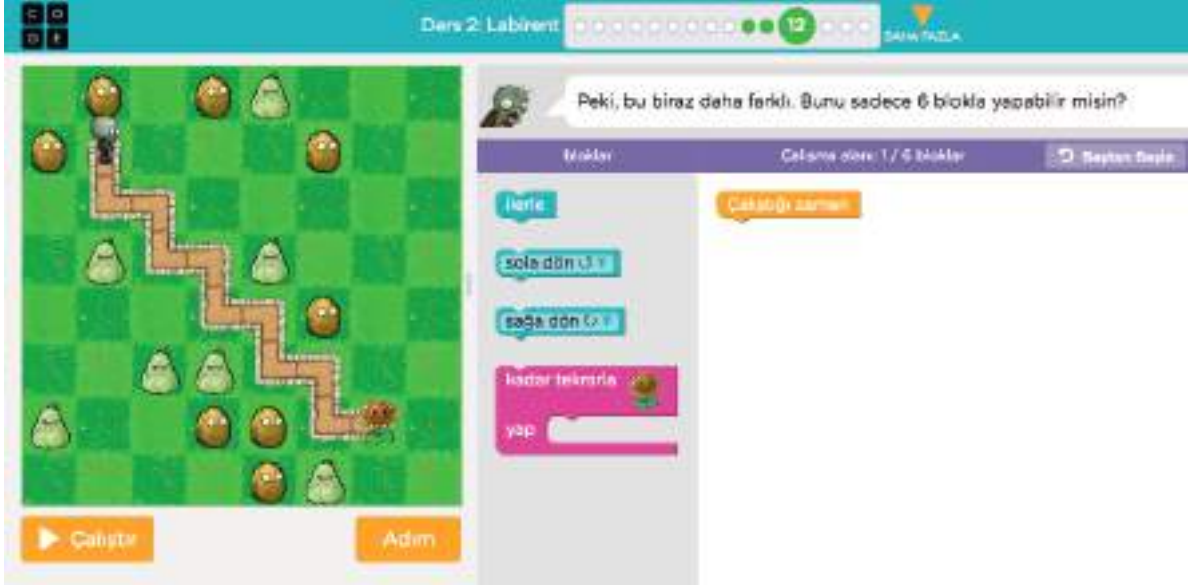 C O
D E
Ders 2: Labirent
12
DAHA FAZLA
Peki, bu biraz daha farklı. Bunu sadece 6 blokla yapabilir misin?
bloklar
Çalışma alanı: 1 / 6 bloklar
Baştan Başla
ilerle
Çalıştığı zaman
sola dön
sağa dön
kadar tekrarla
yap
Çalıştır
Adım